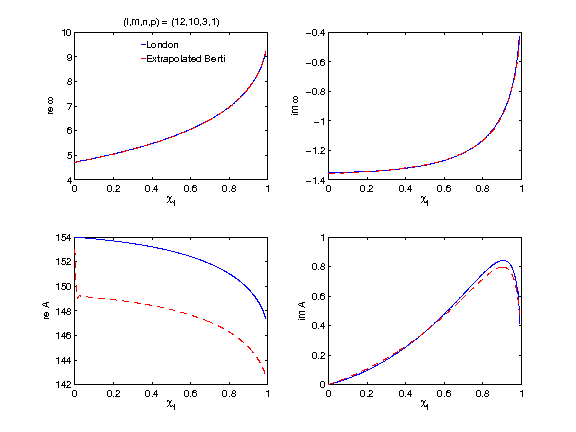 (l,m,n,p) = (12,10,3,1)
10
9
8
7
6
5
4
re ω
London
Extrapolated Berti
0 0.2 0.4 0.6 0.8 1
χf
−0.4
−0.6
−0.8
−1
−1.2
−1.4
im ω
0 0.2 0.4 0.6 0.8 1
χf
154
152
150
148
146
144
142
re A
0 0.2 0.4 0.6 0.8 1
χf
1
0.8
0.6
0.4
0.2
0
im A
0 0.2 0.4 0.6 0.8 1
χf